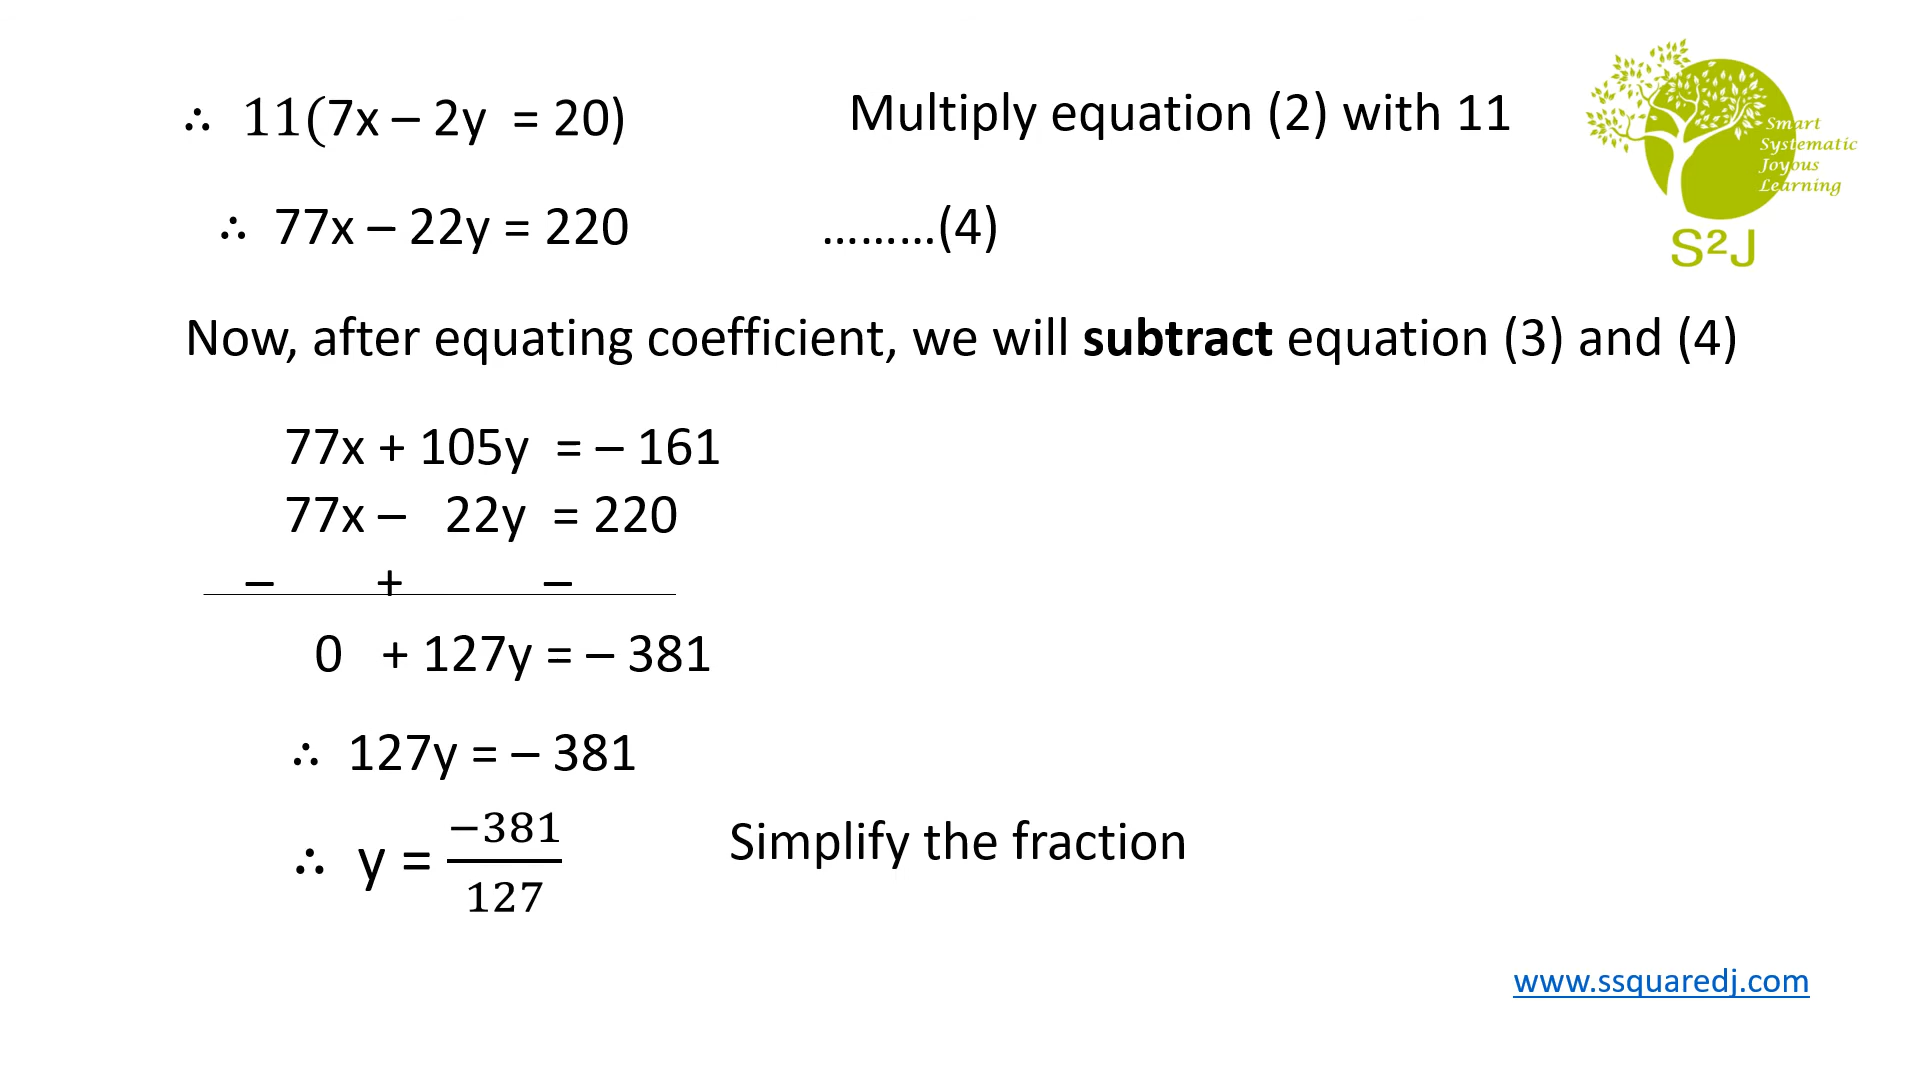 ∴ 11(7x – 2y = 20) Multiply equation (2) with 11
Smart
Systematic
Joyous
Learning
S²J
∴ 77x – 22y = 220 ………(4)
Now, after equating coefficient, we will subtract equation (3) and (4)
77x + 105y = – 161
77x – 22y = 220
– + –
0 + 127y = – 381
∴ 127y = – 381
∴ y = −381/127 Simplify the fraction
www.ssquaredj.com